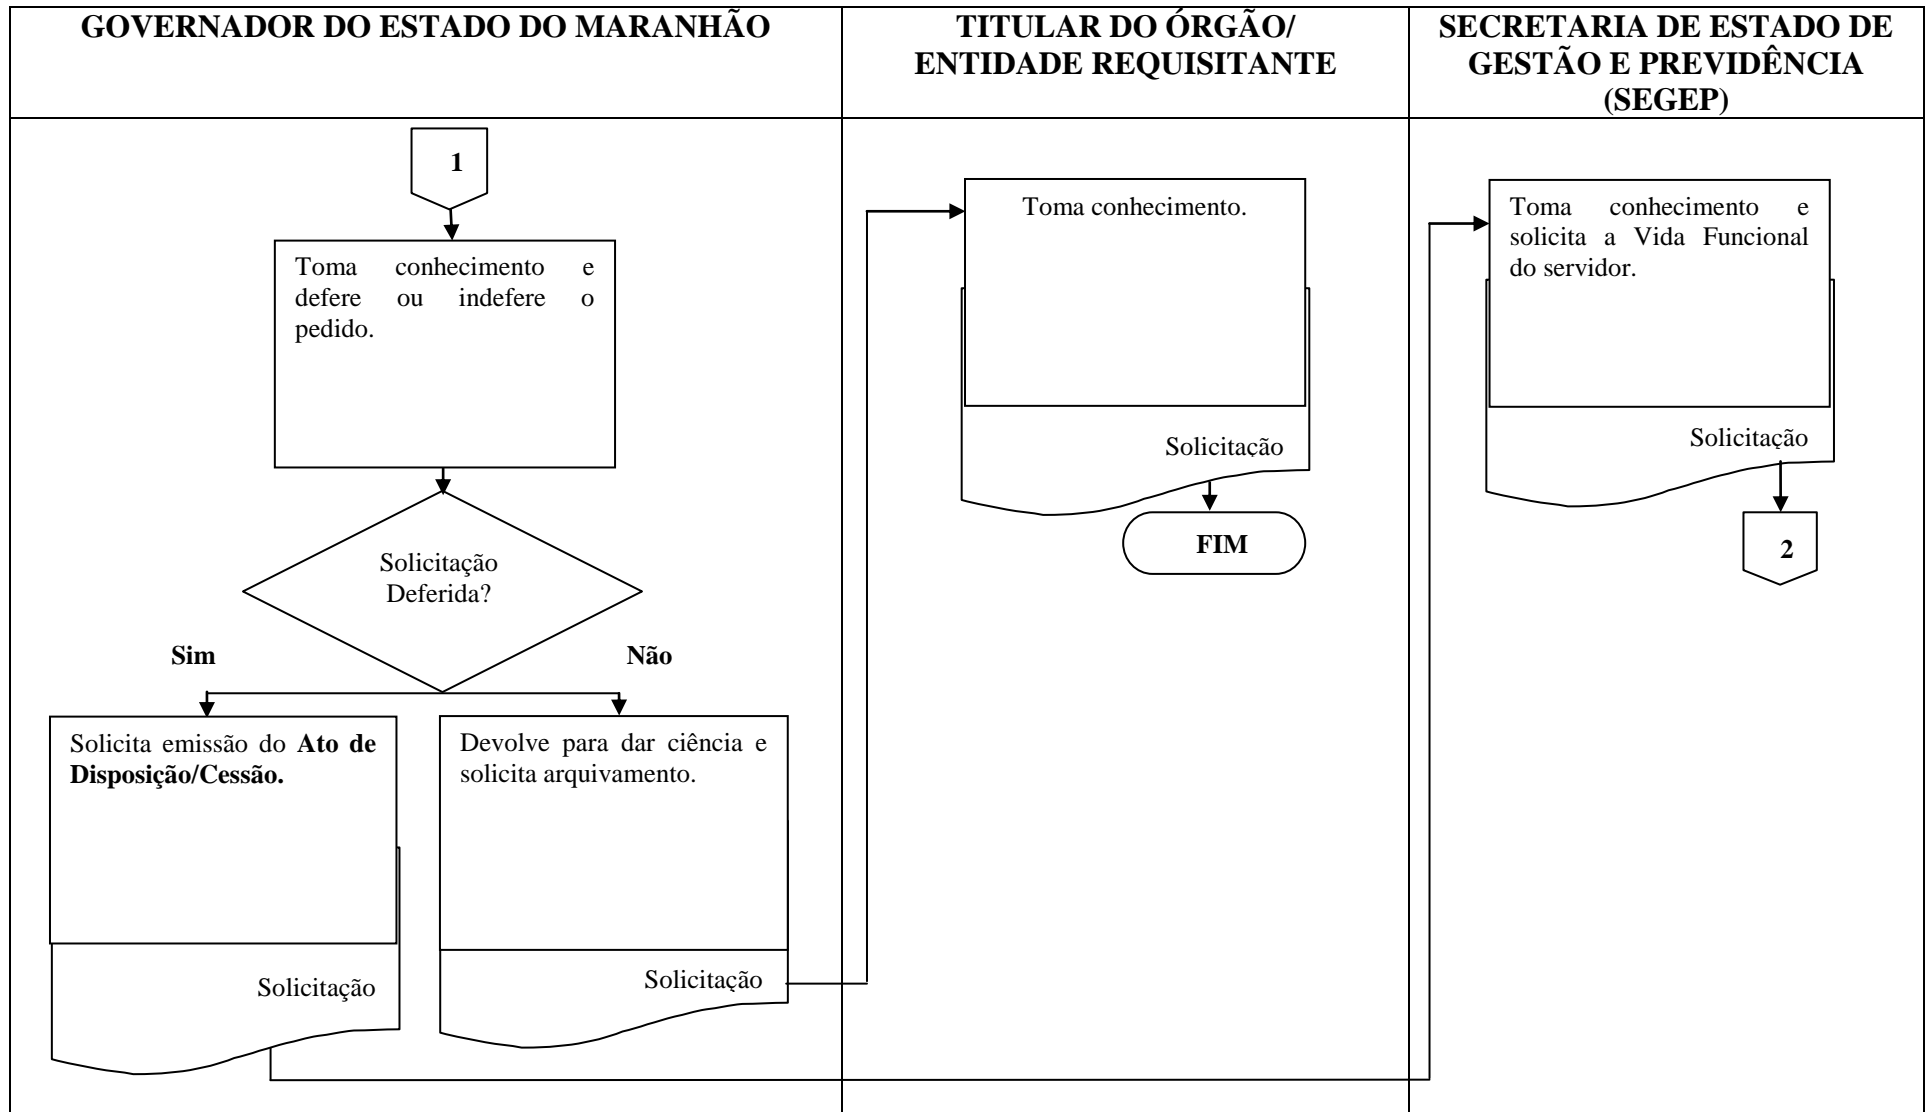 GOVERNADOR DO ESTADO DO MARANHÃO
TITULAR DO ÓRGÃO/
ENTIDADE REQUISITANTE
SECRETARIA DE ESTADO DE
GESTÃO E PREVIDÊNCIA
(SEGEP)
1
Toma conhecimento e
defere ou indefere o
pedido.
Solicitação
Deferida?
Sim
Não
Solicita emissão do Ato de
Disposição/Cessão.
Solicitação
Devolve para dar ciência e
solicita arquivamento.
Solicitação
Toma conhecimento.
Solicitação
FIM
Toma conhecimento e
solicita a Vida Funcional
do servidor.
Solicitação
2